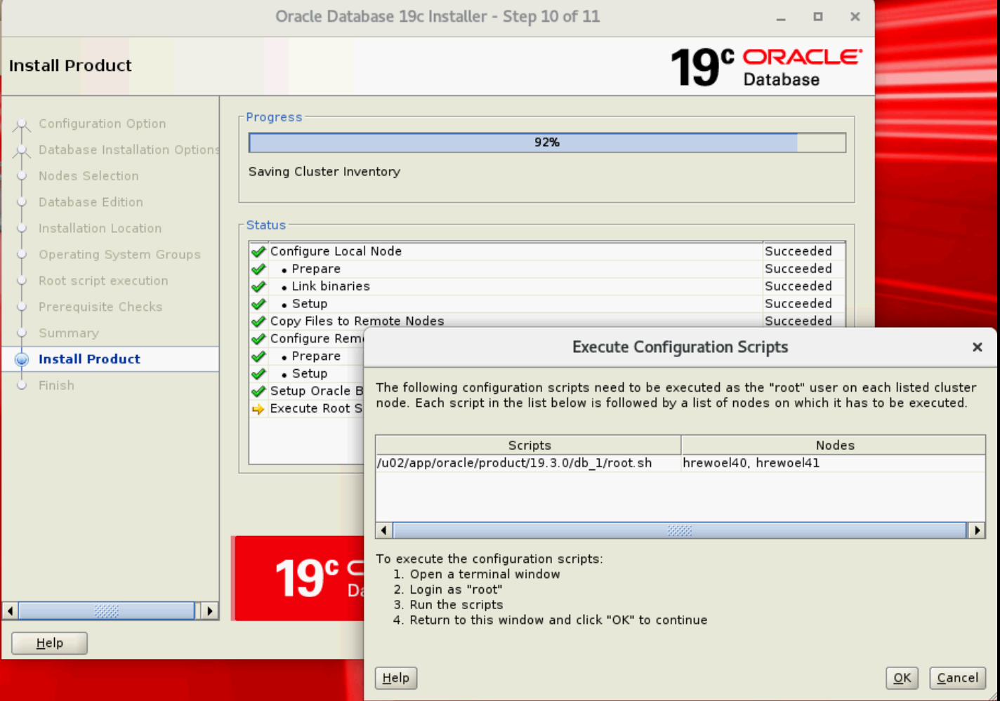 Oracle Database 19c Installer - Step 10 of 11
Install Product
19c ORACLE
Database
Configuration Option
Database Installation Options
Nodes Selection
Database Edition
Installation Location
Operating System Groups
Root script execution
Prerequisite Checks
Summary
Install Product
Finish
Progress
92%
Saving Cluster Inventory
Status
Configure Local Node Succeeded
• Prepare Succeeded
• Link binaries Succeeded
• Setup Succeeded
Copy Files to Remote Nodes Succeeded
Configure Rem
• Prepare
• Setup
Setup Oracle B
Execute Root S
19c
Help
Execute Configuration Scripts
The following configuration scripts need to be executed as the "root" user on each listed cluster
node. Each script in the list below is followed by a list of nodes on which it has to be executed.
Scripts Nodes
/u02/app/oracle/product/19.3.0/db_1/root.sh hrewoel40, hrewoel41
To execute the configuration scripts:
1. Open a terminal window
2. Login as "root"
3. Run the scripts
4. Return to this window and click "OK" to continue
Help OK Cancel